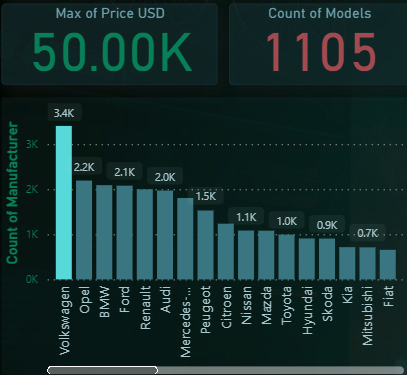 Max of Price USD
50.00K
Count of Models
1105
Count of Manufacturer
3K
2K
1K
0K
3.4K
2.2K
2.1K
2.0K
1.5K
1.1K
1.0K
0.9K
0.7K
Volkswagen
Opel
BMW
Ford
Renault
Audi
Mercedes-...
Peugeot
Citroen
Nissan
Mazda
Toyota
Hyundai
Skoda
Kia
Mitsubishi
Fiat